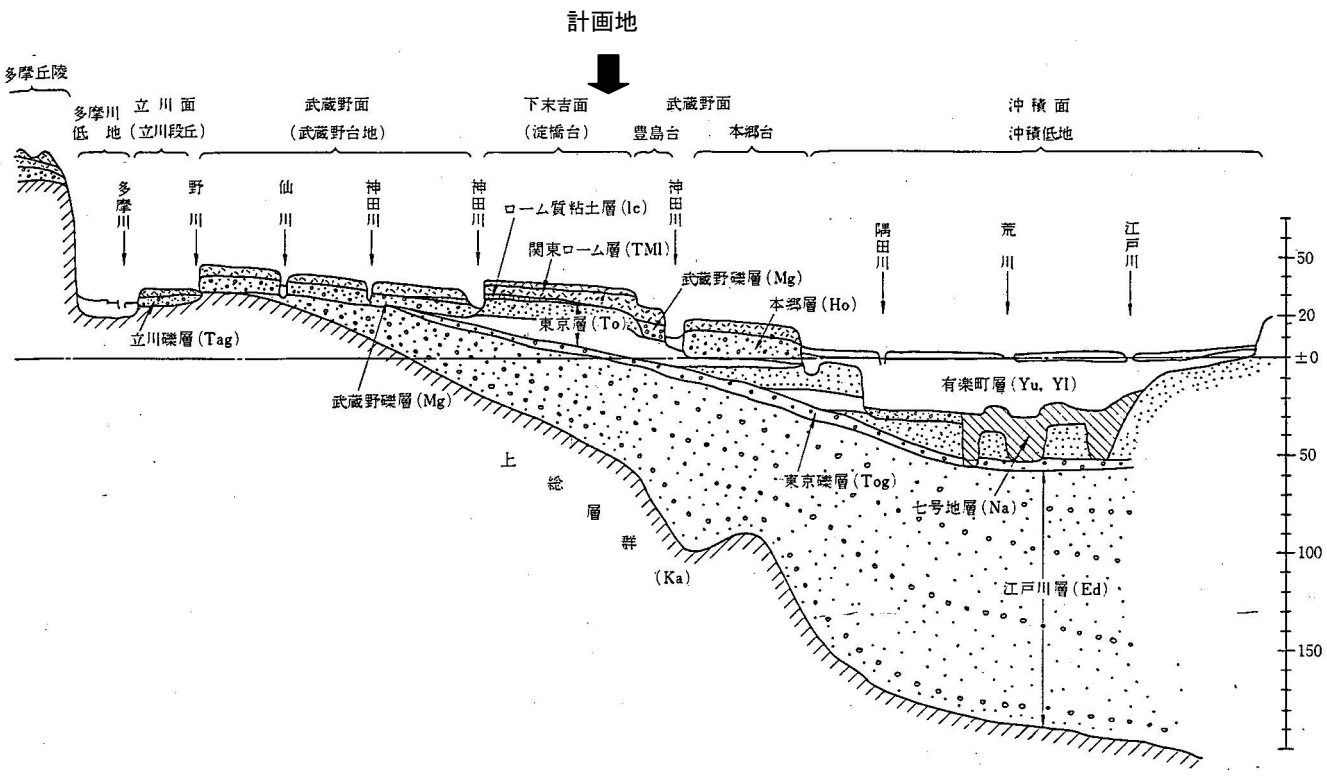 計画地
多摩丘陵
多摩川
低地
立川面
(立川段丘)
武蔵野面
(武蔵野台地)
下末吉面
(淀橋台)
武蔵野面
豊島台
本郷台
沖積面
沖積低地
多摩川
野川
仙川
神田川
神田川
神田川
隅田川
荒川
江戸川
ローム質粘土層(lc)
関東ローム層(TMl)
武蔵野礫層(Mg)
本郷層(Ho)
東京層(To)
立川礫層(Tag)
武蔵野礫層(Mg)
有楽町層(Yu, Yl)
東京礫層(Tog)
七号地層(Na)
上総層群
(Ka)
江戸川層(Ed)
50
20
±0
50
100
150